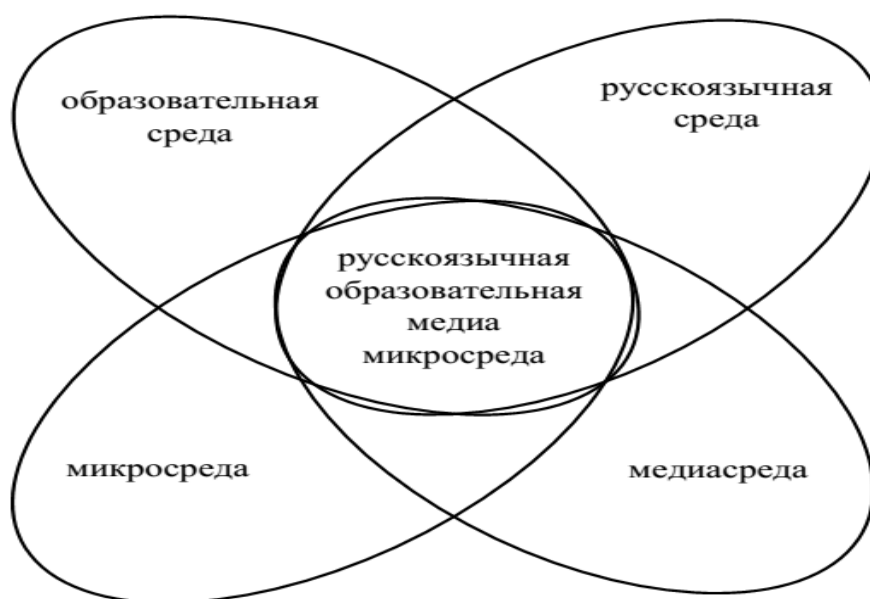 образовательная
среда
русскоязычная
среда
русскоязычная
образовательная
медиа
микросреда
микросреда
медиасреда